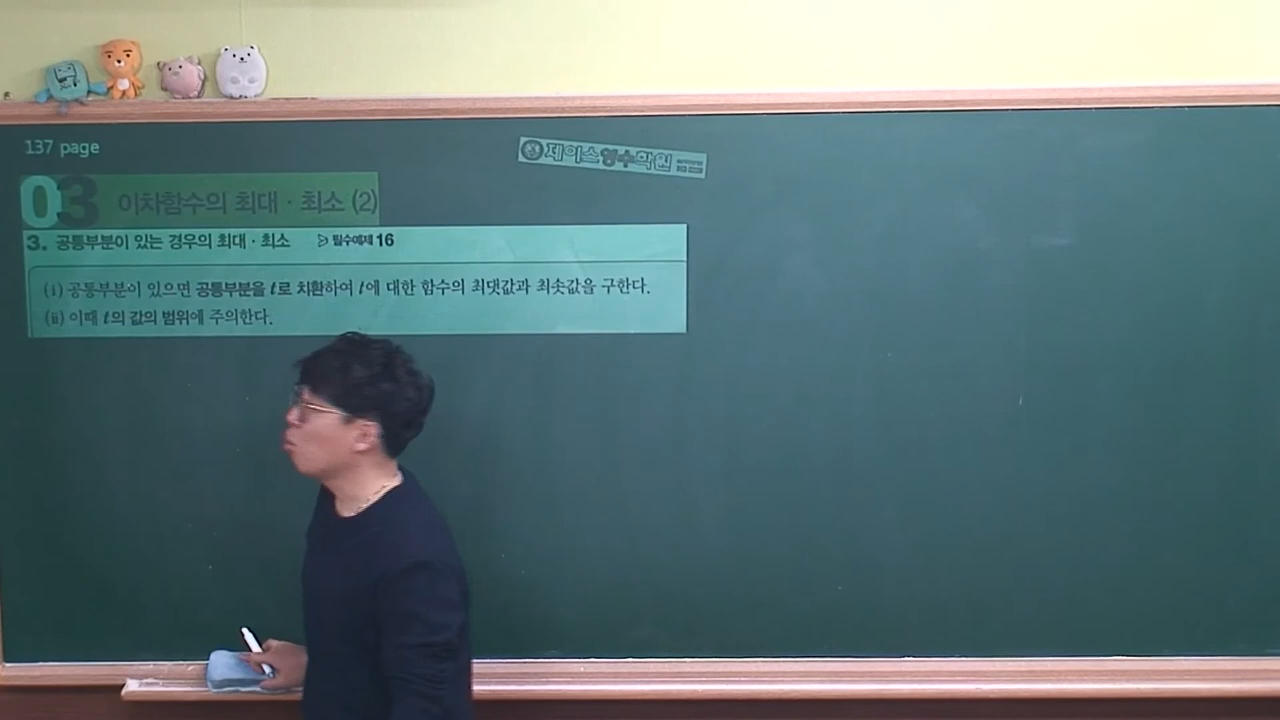 137 page
제이스영수학원
03 이차함수의 최대 · 최소 (2)
3. 공통부분이 있는 경우의 최대 · 최소 ▷ 필수예제 16
(ⅰ) 공통부분이 있으면 공통부분을 t로 치환하여 t에 대한 함수의 최댓값과 최솟값을 구한다.
(ⅱ) 이때 t의 값의 범위에 주의한다.